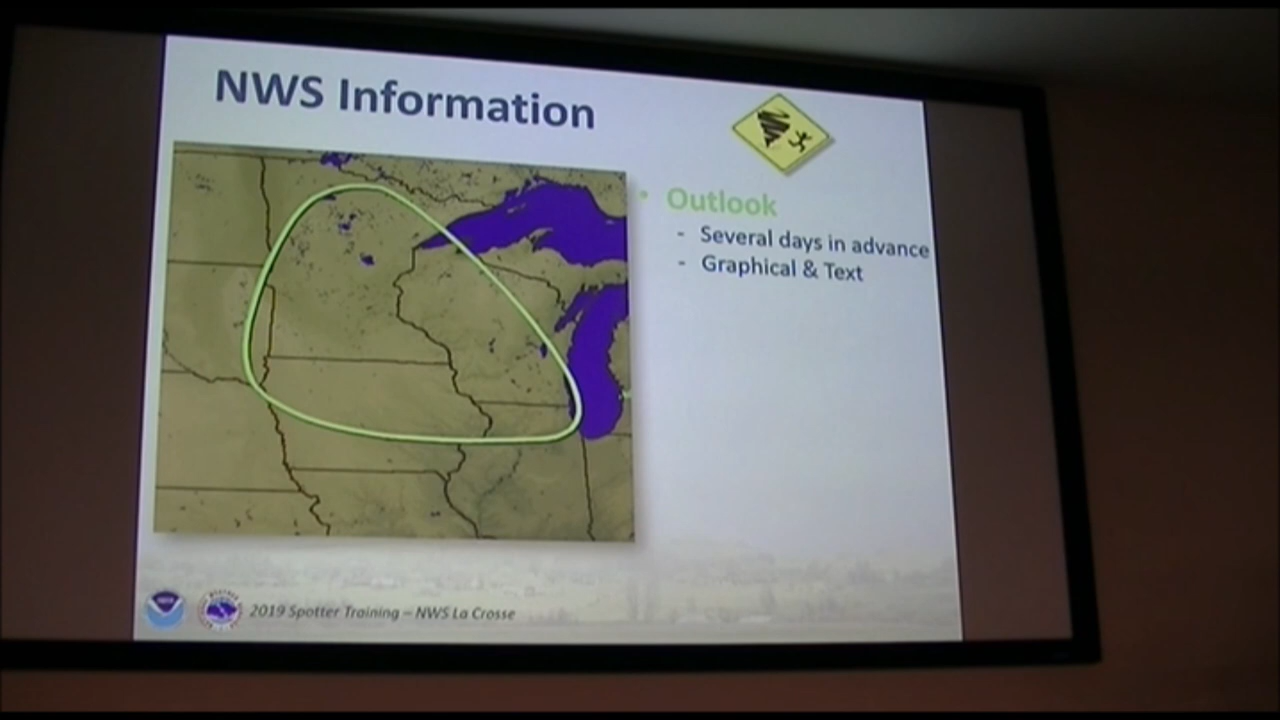 NWS Information
• Outlook
- Several days in advance
- Graphical & Text
2019 Spotter Training – NWS La Crosse